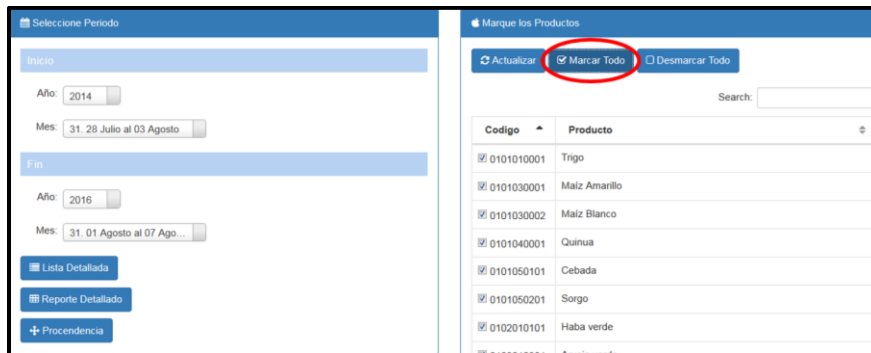 Seleccione Periodo
Inicio
Año: 2014
Mes: 31. 28 Julio al 03 Agosto
Fin
Año: 2016
Mes: 31. 01 Agosto al 07 Ago...
Lista Detallada
Reporte Detallado
Procendencia
Marque los Productos
Actualizar Marcar Todo Desmarcar Todo
Search:
Codigo Producto
0101010001 Trigo
0101030001 Maíz Amarillo
0101030002 Maíz Blanco
0101040001 Quinua
0101050101 Cebada
0101050201 Sorgo
0102010101 Haba verde